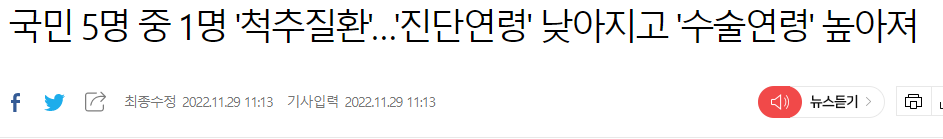 국민 5명 중 1명 '척추질환'…'진단연령' 낮아지고 '수술연령' 높아져
최종수정 2022.11.29 11:13 기사입력 2022.11.29 11:13 뉴스듣기